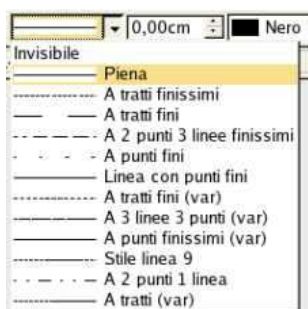 0,00cm Nero
Invisibile
Piena
A tratti finissimi
A tratti fini
A 2 punti 3 linee finissimi
A punti fini
Linea con punti fini
A tratti fini (var)
A 3 linee 3 punti (var)
A punti finissimi (var)
Stile linea 9
A 2 punti 1 linea
A tratti (var)